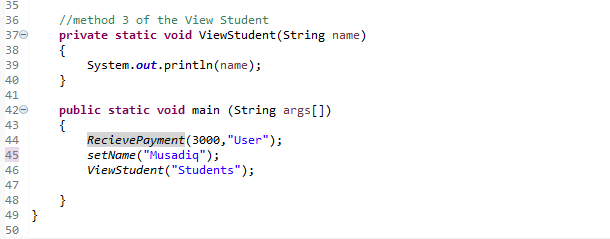 35
36 //method 3 of the View Student
37 private static void ViewStudent(String name)
38 {
39 System.out.println(name);
40 }
41
42 public static void main (String args[])
43 {
44 RecievePayment(3000,"User");
45 setName("Musadiq");
46 ViewStudent("Students");
47
48 }
49 }
50